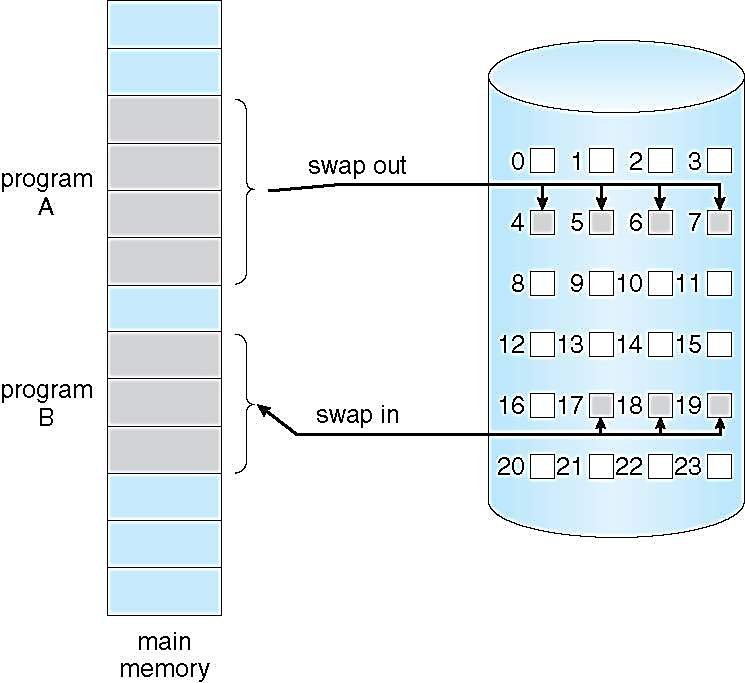 program
A
program
B
main
memory
swap out
swap in
0 1 2 3
4 5 6 7
8 9 10 11
12 13 14 15
16 17 18 19
20 21 22 23